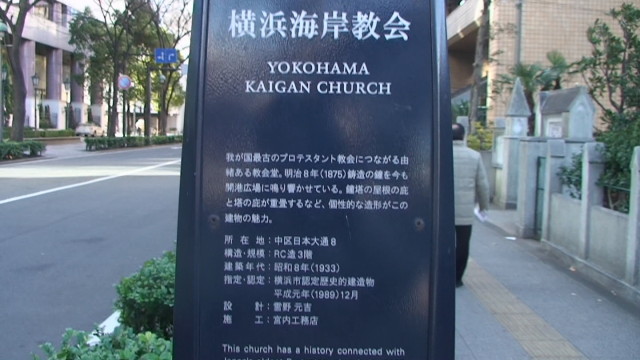 横浜海岸教会
YOKOHAMA
KAIGAN CHURCH
我が国最古のプロテスタント教会につながる由
緒ある教会堂。明治8年(1875)鋳造の鐘を今も
開港広場に鳴り響かせている。鐘塔の屋根の庇
と塔の庇が重畳するなど、個性的な造形がこの
建物の魅力。
所在地:中区日本大通8
構造・規模:RC造3階
建築年代:昭和8年(1933)
指定・認定:横浜市認定歴史的建造物
平成元年(1989)12月
設計:雪野 元吉
施工:宮内工務店
This church has a history connected with